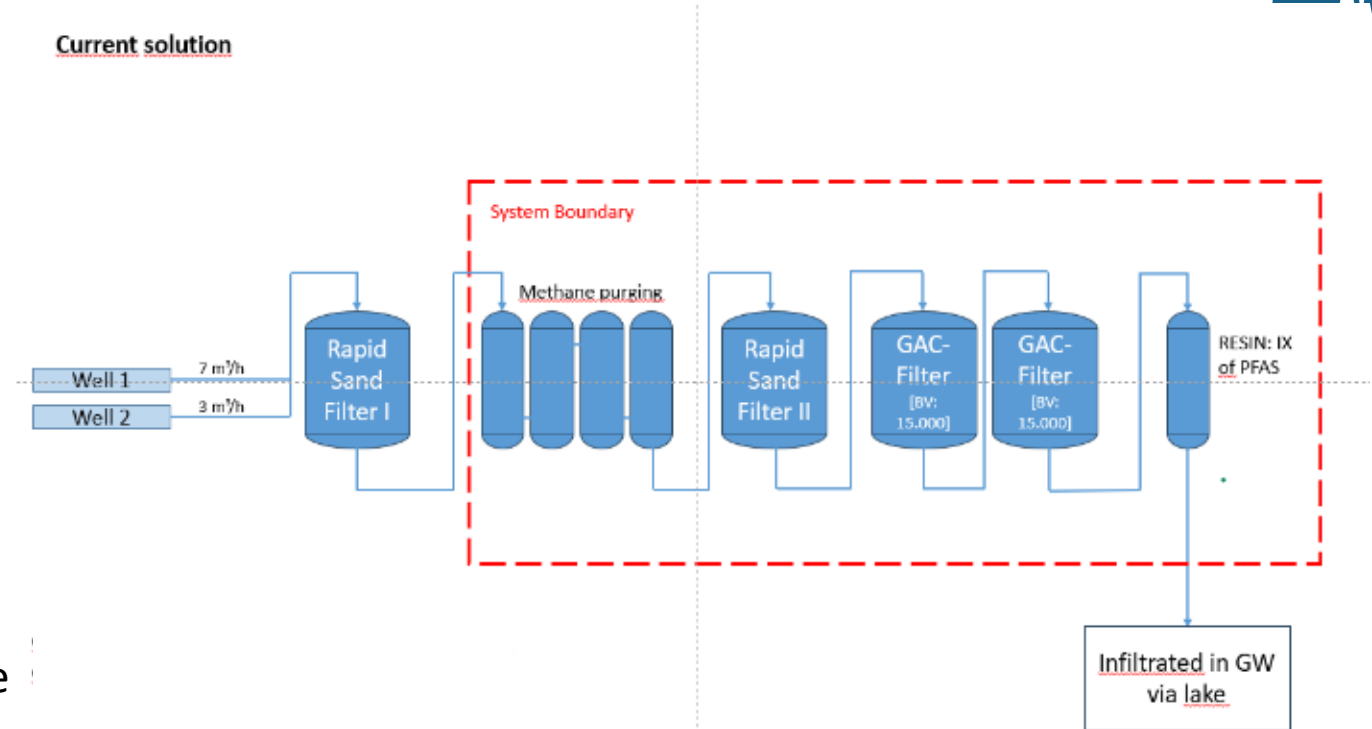 Current solution
System Boundary
Methane purging
Well 1
7 m³/h
Well 2
3 m³/h
Rapid
Sand
Filter I
Rapid
Sand
Filter II
GAC-
Filter
[BV:
15.000]
GAC-
Filter
[BV:
15.000]
RESIN: IX
of PFAS
Infiltrated in GW
via lake
e